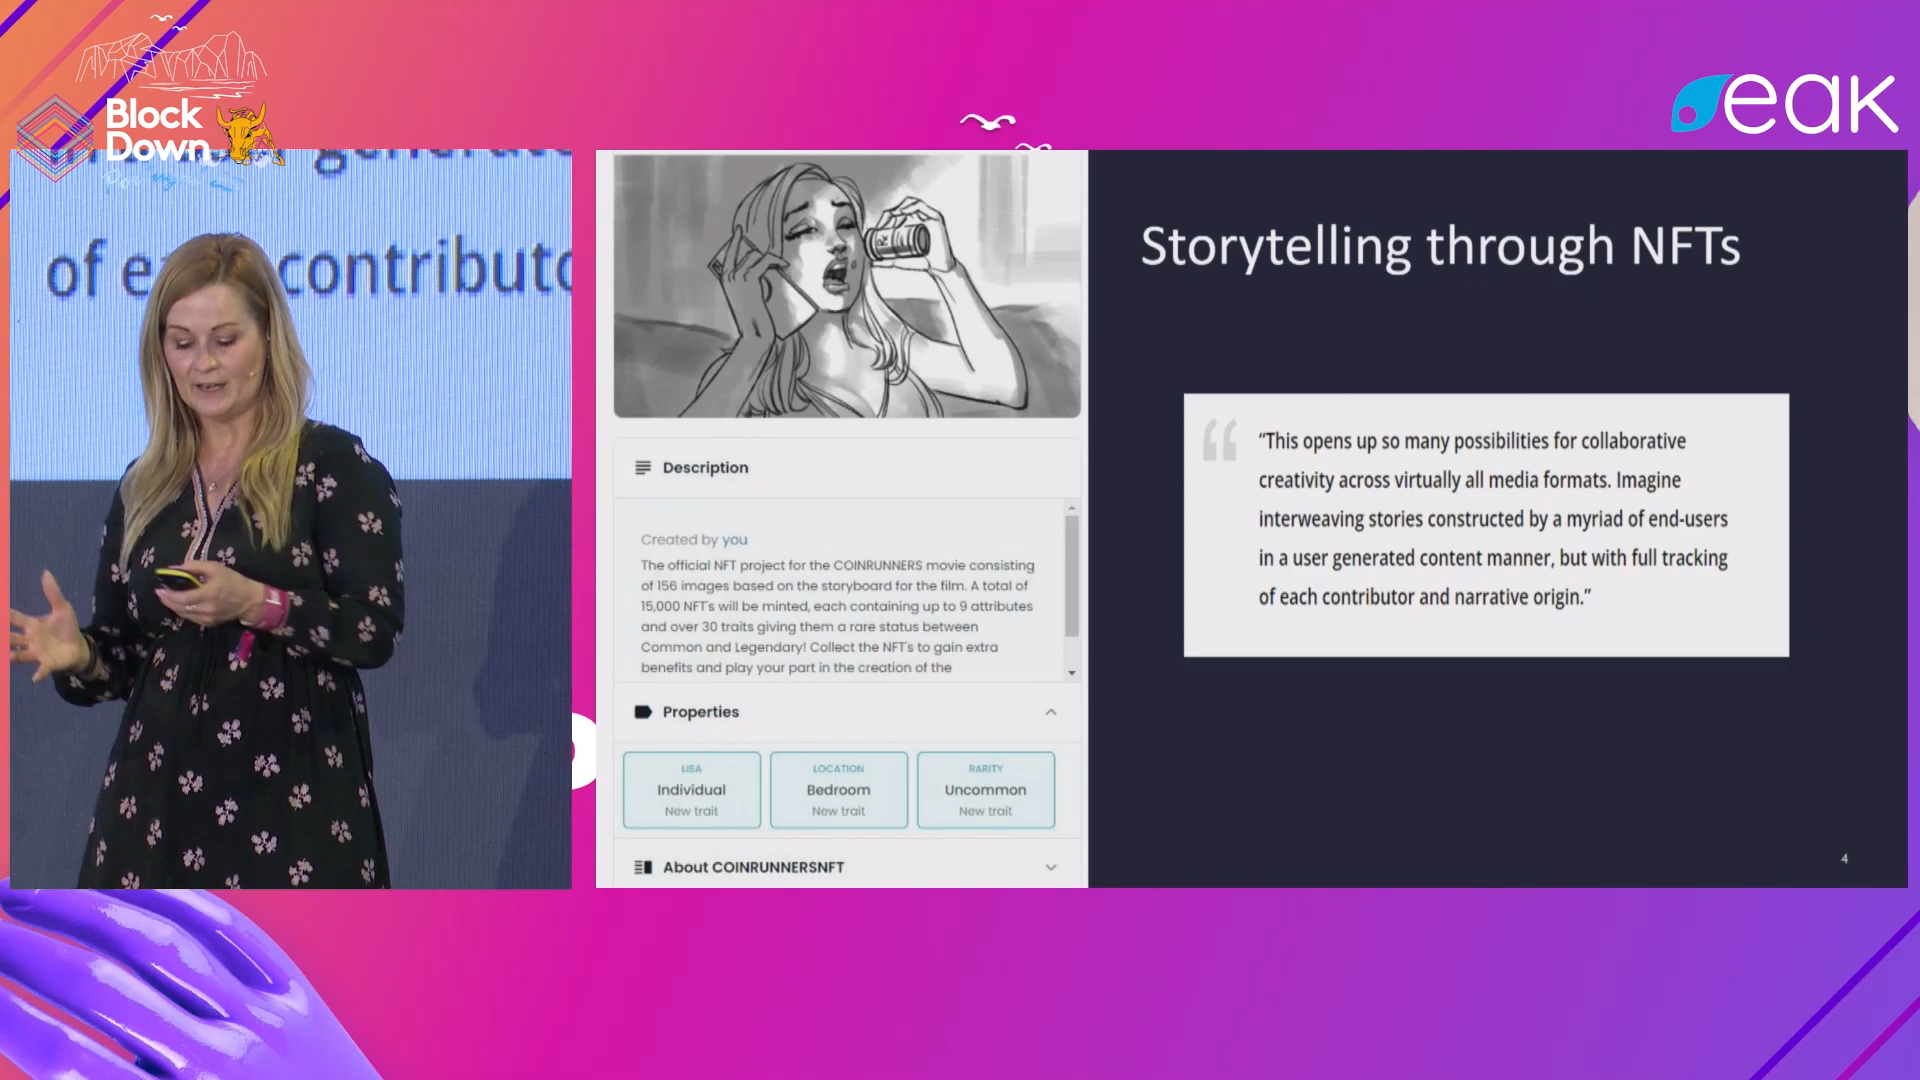 Block
Down
Portugal
eak
generate
of e contributo
Storytelling through NFTs
“This opens up so many possibilities for collaborative
creativity across virtually all media formats. Imagine
interweaving stories constructed by a myriad of end-users
in a user generated content manner, but with full tracking
of each contributor and narrative origin.”
Description
Created by you
The official NFT project for the COINRUNNERS movie consisting
of 156 images based on the storyboard for the film. A total of
15,000 NFT's will be minted, each containing up to 9 attributes
and over 30 traits giving them a rare status between
Common and Legendary! Collect the NFT's to gain extra
benefits and play your part in the creation of the
Properties
LISA
Individual
New trait
LOCATION
Bedroom
New trait
RARITY
Uncommon
New trait
About COINRUNNERSNFT
4